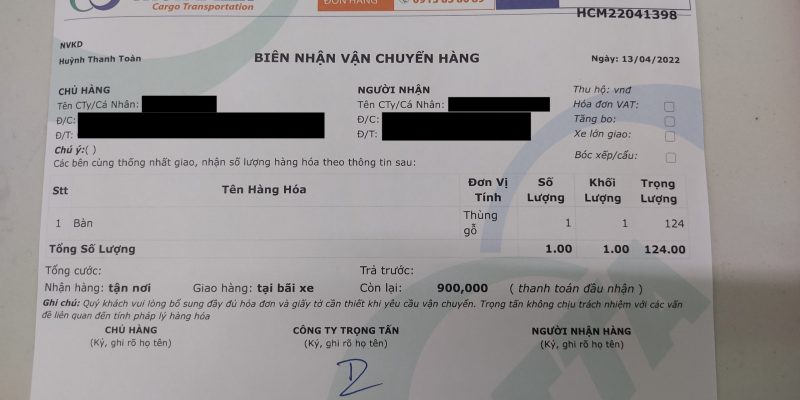 Cargo Transportation
ĐƠN HÀNG
HCM22041398
NVKD
Huỳnh Thanh Toàn
BIÊN NHẬN VẬN CHUYỂN HÀNG
Ngày: 13/04/2022
CHỦ HÀNG
NGƯỜI NHẬN
Thu hộ: vnđ
Tên CTy/Cá Nhân:
Tên CTy/Cá Nhân:
Hóa đơn VAT:
Đ/C:
Đ/C:
Tăng bo:
Đ/T:
Đ/T:
Xe lớn giao:
Chú ý:( )
Bóc xếp/cẩu:
Các bên cùng thống nhất giao, nhận số lượng hàng hóa theo thông tin sau:
Stt Tên Hàng Hóa Đơn Vị Tính Số Lượng Khối Lượng Trọng Lượng
1 Bàn Thùng gỗ 1 1 124
Tổng Số Lượng 1.00 1.00 124.00
Tổng cước: Trả trước:
Nhận hàng: tận nơi Giao hàng: tại bãi xe Còn lại: 900,000 ( thanh toán đầu nhận )
Ghi chú: Quý khách vui lòng bổ sung đầy đủ hóa đơn và giấy tờ cần thiết khi yêu cầu vận chuyển. Trọng tấn không chịu trách nhiệm với các vấn
đề liên quan đến tính pháp lý hàng hóa
CHỦ HÀNG CÔNG TY TRỌNG TẤN NGƯỜI NHẬN HÀNG
(Ký, ghi rõ họ tên) (Ký, ghi rõ họ tên) (Ký, ghi rõ họ tên)
TTA